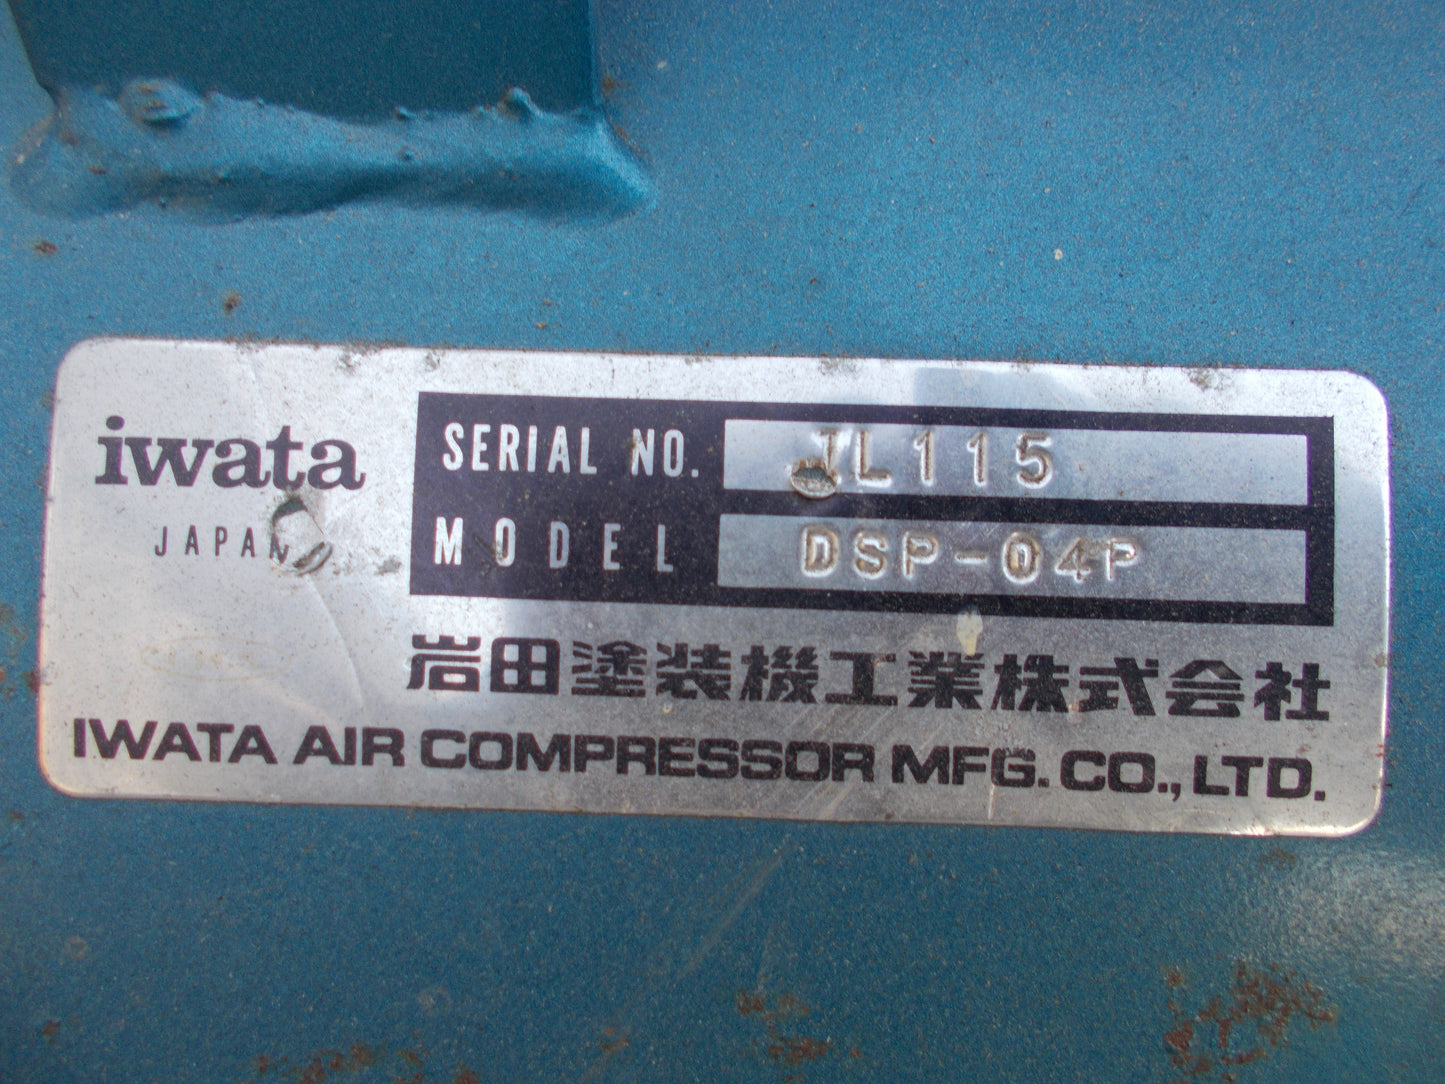 iwata
JAPAN
SERIAL NO. JL115
MODEL DSP-04P
岩田塗装機工業株式会社
IWATA AIR COMPRESSOR MFG. CO., LTD.